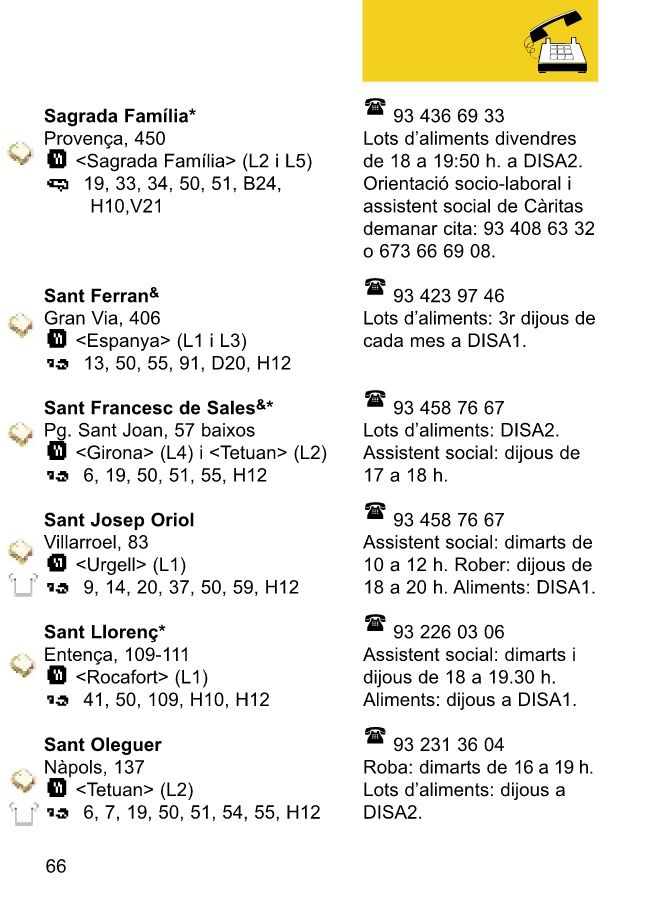 Sagrada Família*
Provença, 450
<Sagrada Família> (L2 i L5)
19, 33, 34, 50, 51, B24,
H10,V21
93 436 69 33
Lots d'aliments divendres
de 18 a 19:50 h. a DISA2.
Orientació socio-laboral i
assistent social de Càritas
demanar cita: 93 408 63 32
o 673 66 69 08.
Sant Ferran&
Gran Via, 406
<Espanya> (L1 i L3)
13, 50, 55, 91, D20, H12
93 423 97 46
Lots d'aliments: 3r dijous de
cada mes a DISA1.
Sant Francesc de Sales&*
Pg. Sant Joan, 57 baixos
<Girona> (L4) i <Tetuan> (L2)
6, 19, 50, 51, 55, H12
93 458 76 67
Lots d'aliments: DISA2.
Assistent social: dijous de
17 a 18 h.
Sant Josep Oriol
Villarroel, 83
<Urgell> (L1)
9, 14, 20, 37, 50, 59, H12
93 458 76 67
Assistent social: dimarts de
10 a 12 h. Rober: dijous de
18 a 20 h. Aliments: DISA1.
Sant Llorenç*
Entença, 109-111
<Rocafort> (L1)
41, 50, 109, H10, H12
93 226 03 06
Assistent social: dimarts i
dijous de 18 a 19.30 h.
Aliments: dijous a DISA1.
Sant Oleguer
Nàpols, 137
<Tetuan> (L2)
6, 7, 19, 50, 51, 54, 55, H12
93 231 36 04
Roba: dimarts de 16 a 19 h.
Lots d'aliments: dijous a
DISA2.
66